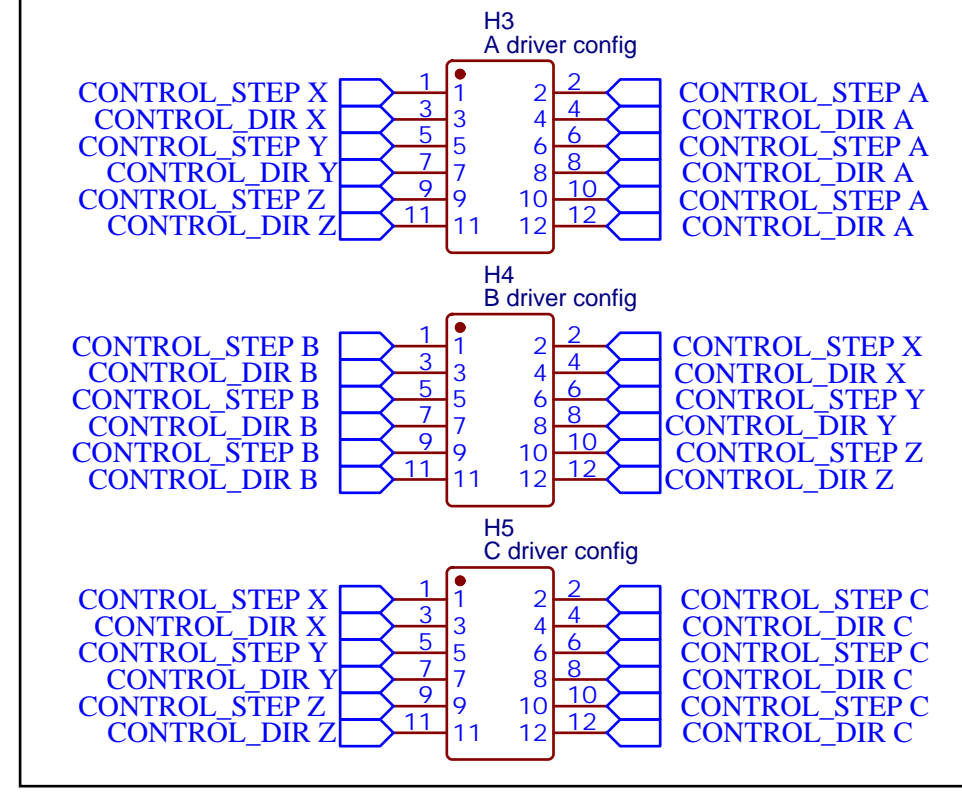 H3
A driver config
CONTROL_STEP X 1 1 2 2 CONTROL_STEP A
CONTROL_DIR X 3 3 4 4 CONTROL_DIR A
CONTROL_STEP Y 5 5 6 6 CONTROL_STEP A
CONTROL_DIR Y 7 7 8 8 CONTROL_DIR A
CONTROL_STEP Z 9 9 10 10 CONTROL_STEP A
CONTROL_DIR Z 11 11 12 12 CONTROL_DIR A
H4
B driver config
CONTROL_STEP B 1 1 2 2 CONTROL_STEP X
CONTROL_DIR B 3 3 4 4 CONTROL_DIR X
CONTROL_STEP B 5 5 6 6 CONTROL_STEP Y
CONTROL_DIR B 7 7 8 8 CONTROL_DIR Y
CONTROL_STEP B 9 9 10 10 CONTROL_STEP Z
CONTROL_DIR B 11 11 12 12 CONTROL_DIR Z
H5
C driver config
CONTROL_STEP X 1 1 2 2 CONTROL_STEP C
CONTROL_DIR X 3 3 4 4 CONTROL_DIR C
CONTROL_STEP Y 5 5 6 6 CONTROL_STEP C
CONTROL_DIR Y 7 7 8 8 CONTROL_DIR C
CONTROL_STEP Z 9 9 10 10 CONTROL_STEP C
CONTROL_DIR Z 11 11 12 12 CONTROL_DIR C